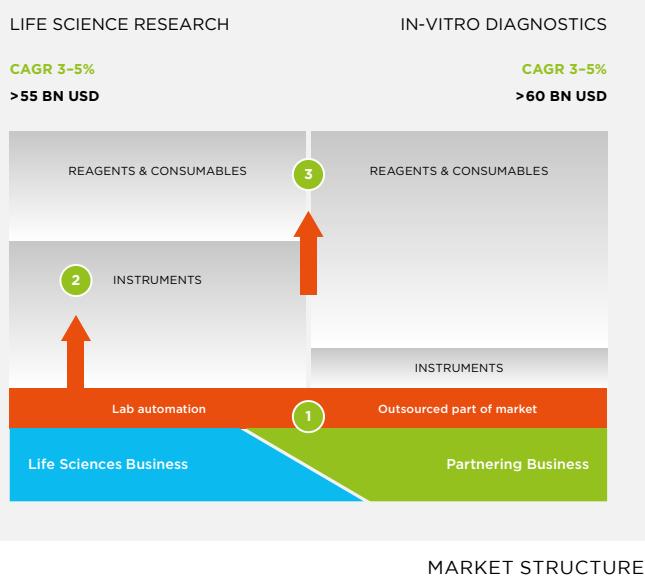 LIFE SCIENCE RESEARCH
IN-VITRO DIAGNOSTICS
CAGR 3–5%
CAGR 3–5%
>55 BN USD
>60 BN USD
REAGENTS & CONSUMABLES
3
REAGENTS & CONSUMABLES
2
INSTRUMENTS
INSTRUMENTS
Lab automation
1
Outsourced part of market
Life Sciences Business
Partnering Business
MARKET STRUCTURE